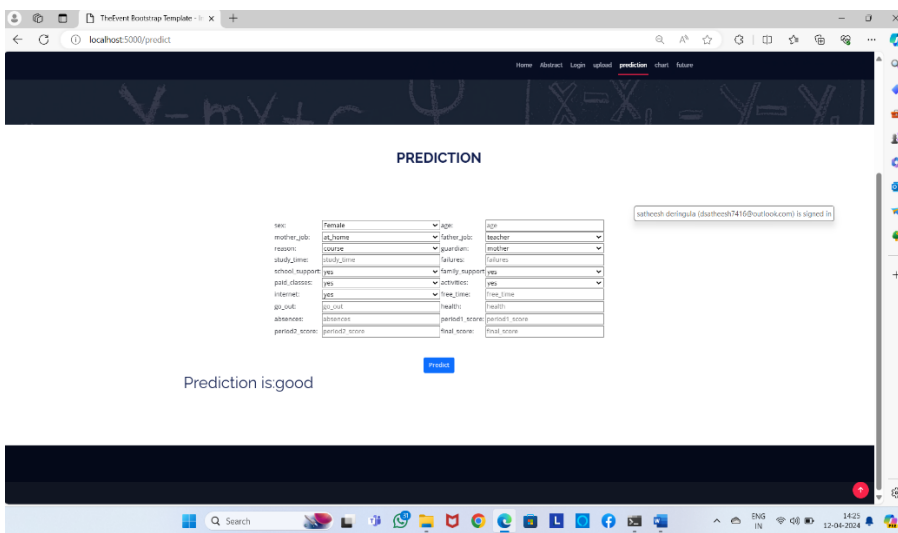 TheEvent Bootstrap Template - I
localhost:5000/predict
Home Abstract Login upload prediction chart future
PREDICTION
satheesh deringula (dsatheesh7416@outlook.com) is signed in
sex: Female age: age
mother_job: at_home father_job: teacher
reason: course guardian: mother
study_time: study_time failures: failures
school_support: yes family_support: yes
paid_classes: yes activities: yes
internet: yes free_time: free_time
go_out: go_out health: health
absences: absences period1_score: period1_score
period2_score: period2_score final_score: final_score
Predict
Prediction is:good
Search
ENG
IN
14:25
12-04-2024